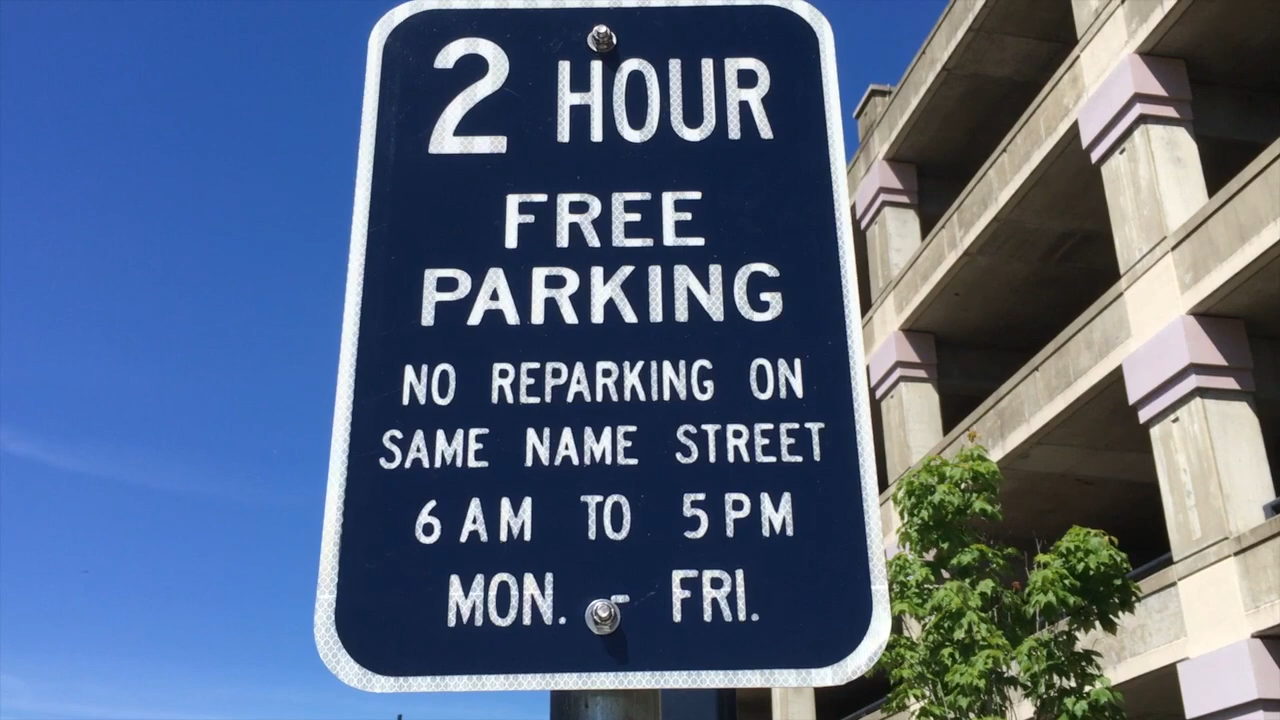 2 HOUR
FREE
PARKING
NO REPARKING ON
SAME NAME STREET
6 AM TO 5 PM
MON. - FRI.